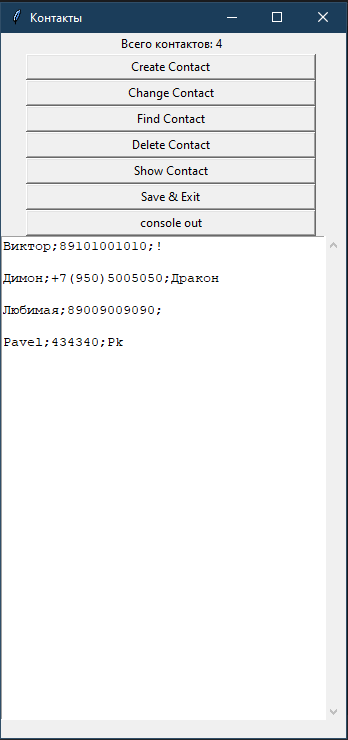 Контакты
Всего контактов: 4
Create Contact
Change Contact
Find Contact
Delete Contact
Show Contact
Save & Exit
console out
Виктор;89101001010;!
Димон;+7(950)5005050;Дракон
Любимая;89009009090;
Pavel;434340;Pk